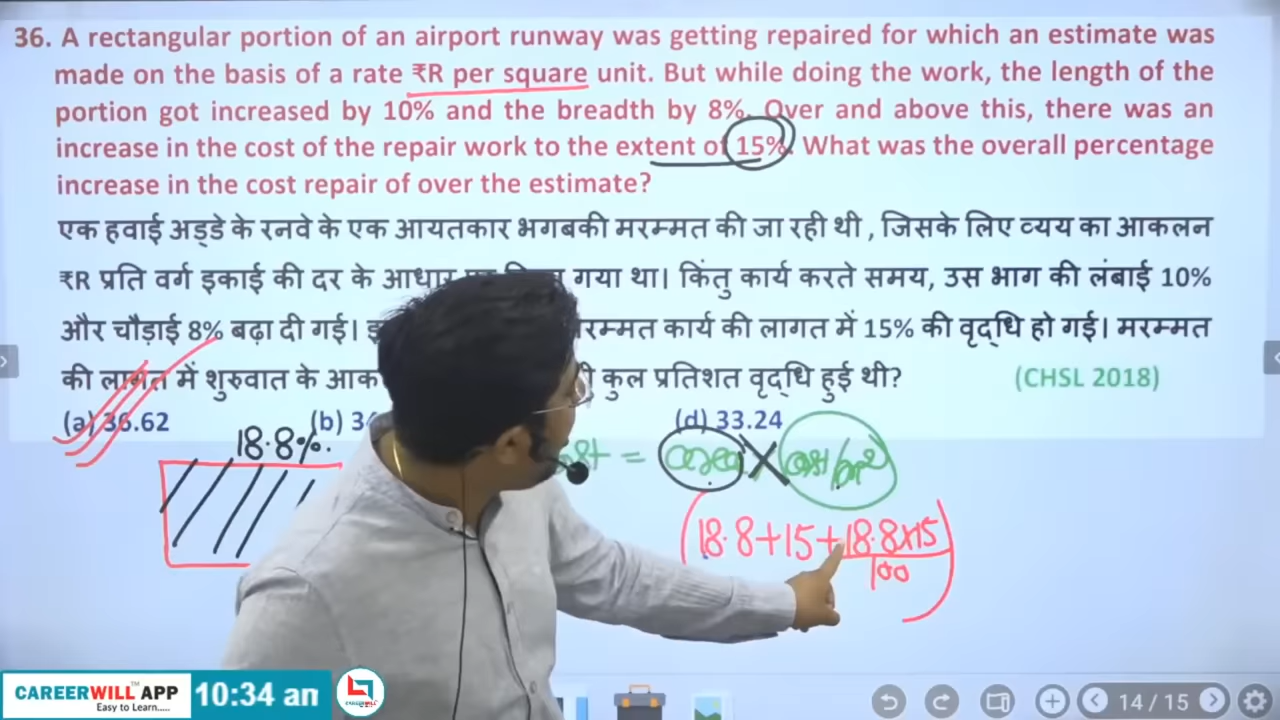 36. A rectangular portion of an airport runway was getting repaired for which an estimate was
made on the basis of a rate ₹R per square unit. But while doing the work, the length of the
portion got increased by 10% and the breadth by 8%. Over and above this, there was an
increase in the cost of the repair work to the extent of 15%. What was the overall percentage
increase in the cost repair of over the estimate?
एक हवाई अड्डे के रनवे के एक आयतकार भगबकी मरम्मत की जा रही थी , जिसके लिए व्यय का आकलन
₹R प्रति वर्ग इकाई की दर के आधार गया था। किंतु कार्य करते समय, उस भाग की लंबाई 10%
और चौड़ाई 8% बढ़ा दी गई। कार्य की लागत में 15% की वृद्धि हो गई। मरम्मत
की लागत में शुरुवात के कुल प्रतिशत वृद्धि हुई थी? (CHSL 2018)
(a) 36.62 (b) (d) 33.24
18.8%.
= area × cost/m²
(18.8+15+18.8×15
100)
CAREERWILL APP
Easy to Learn.....
10:34 an
CAREERWILL
14 / 15